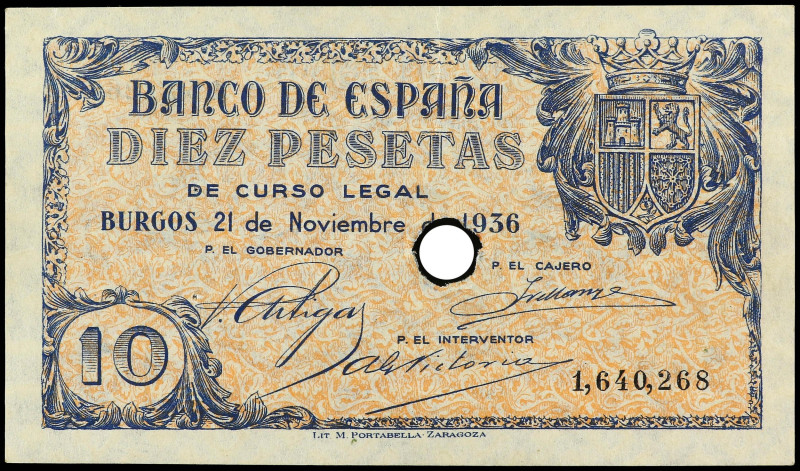 BANCO DE ESPAÑA
DIEZ PESETAS
DE CURSO LEGAL
BURGOS 21 de Noviembre 1936
P. EL GOBERNADOR
P. EL CAJERO
P. EL INTERVENTOR
10
1,640,268
LIT M. PORTABELLA · ZARAGOZA